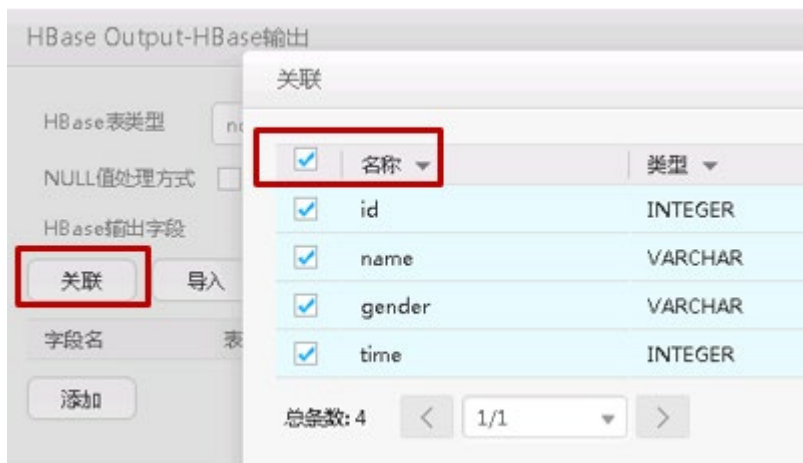 HBase Output-HBase输出
HBase表类型
NULL值处理方式
HBase输出字段
关联 导入
字段名 表
添加
关联
名称 类型
id INTEGER
name VARCHAR
gender VARCHAR
time INTEGER
总条数: 4 < 1/1 >